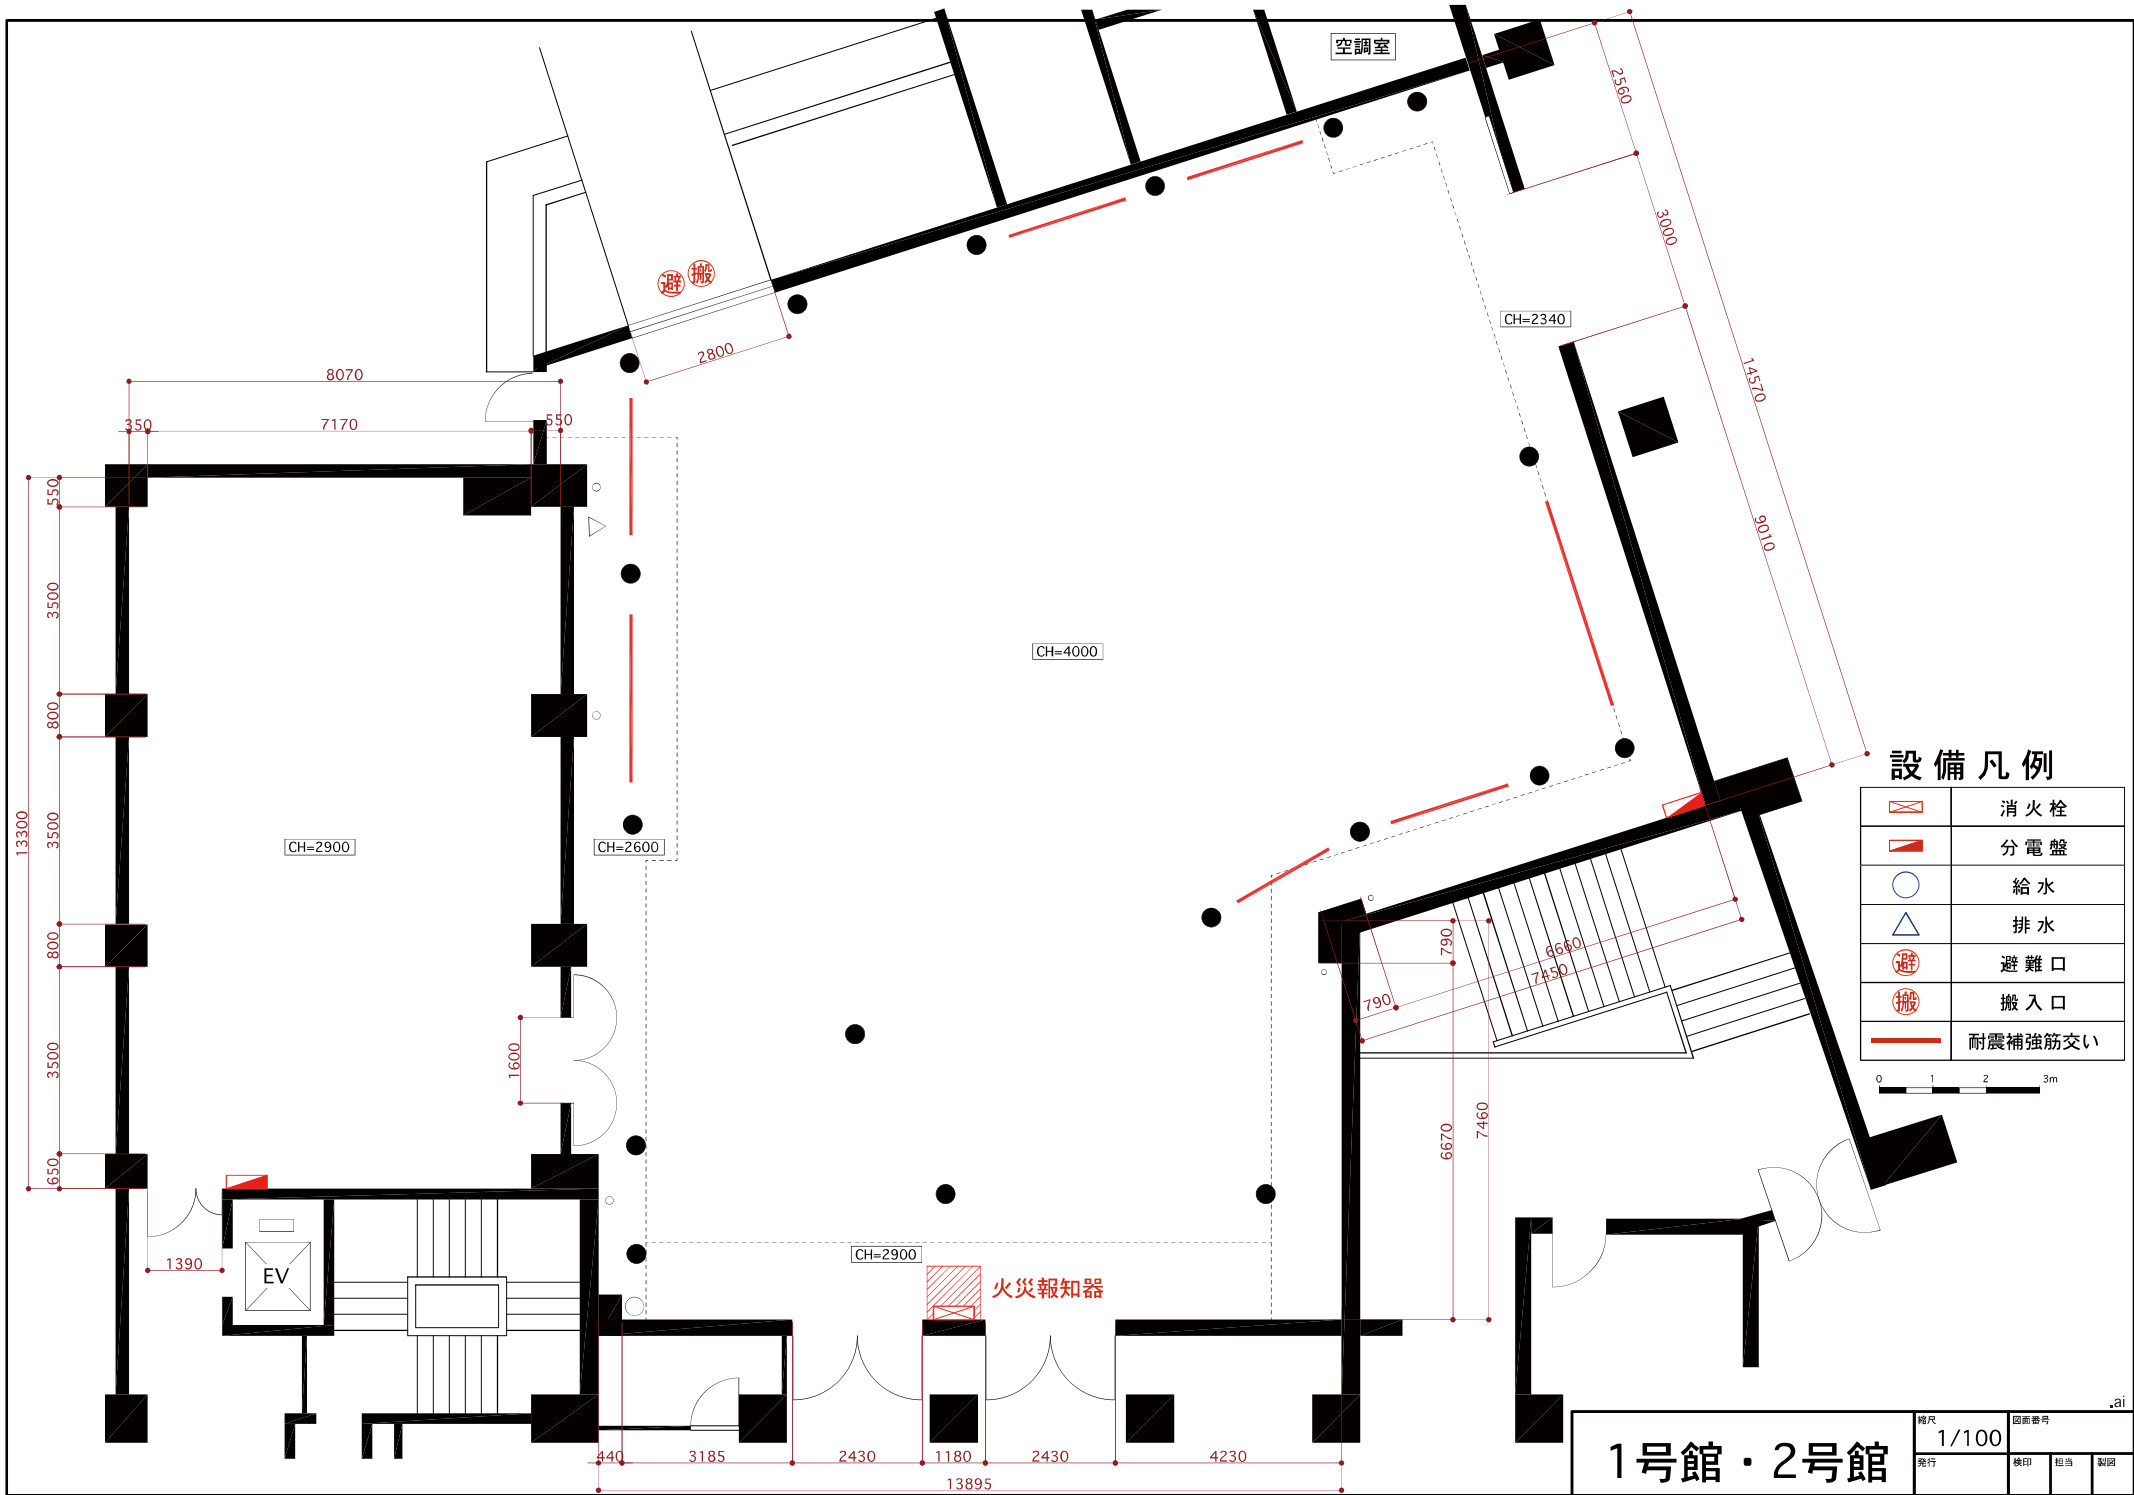 空調室
2560
3000
避
搬
CH=2340
2800
14570
8070
350
7170
550
550
9010
3500
CH=4000
800
設備凡例
消火栓
分電盤
給水
排水
避
避難口
搬
搬入口
耐震補強筋交い
0 1 2 3m
13300
3500
CH=2900
CH=2600
800
790
6660
7450
790
3500
1600
6670
7460
650
1390
EV
CH=2900
火災報知器
440
3185
2430
1180
2430
4230
13895
.ai
1号館・2号館
縮尺
1/100
図面番号
発行
検印
担当
製図